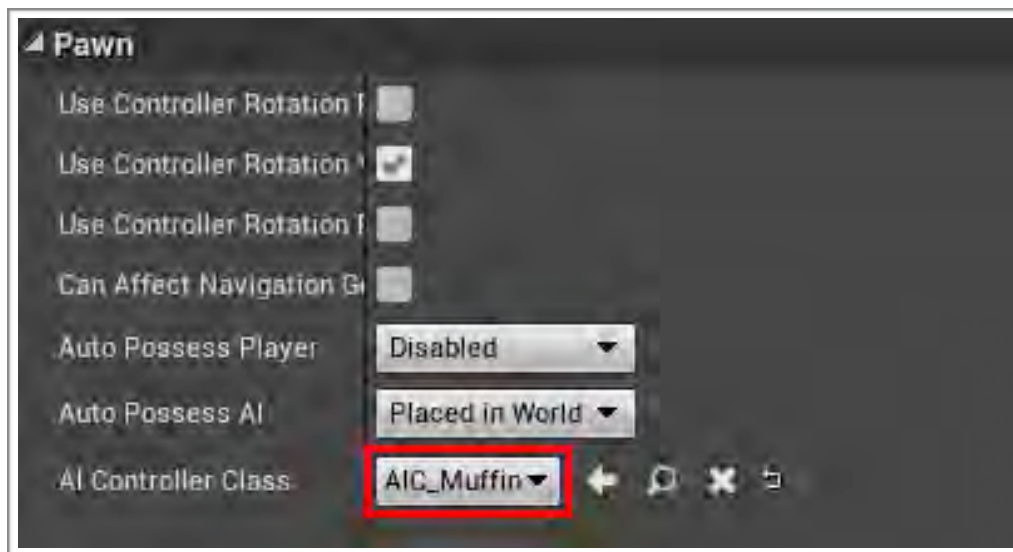 Pawn
Use Controller Rotation
Use Controller Rotation
Use Controller Rotation
Can Affect Navigation G
Auto Possess Player Disabled
Auto Possess AI Placed in World
AI Controller Class AIC_Muffin